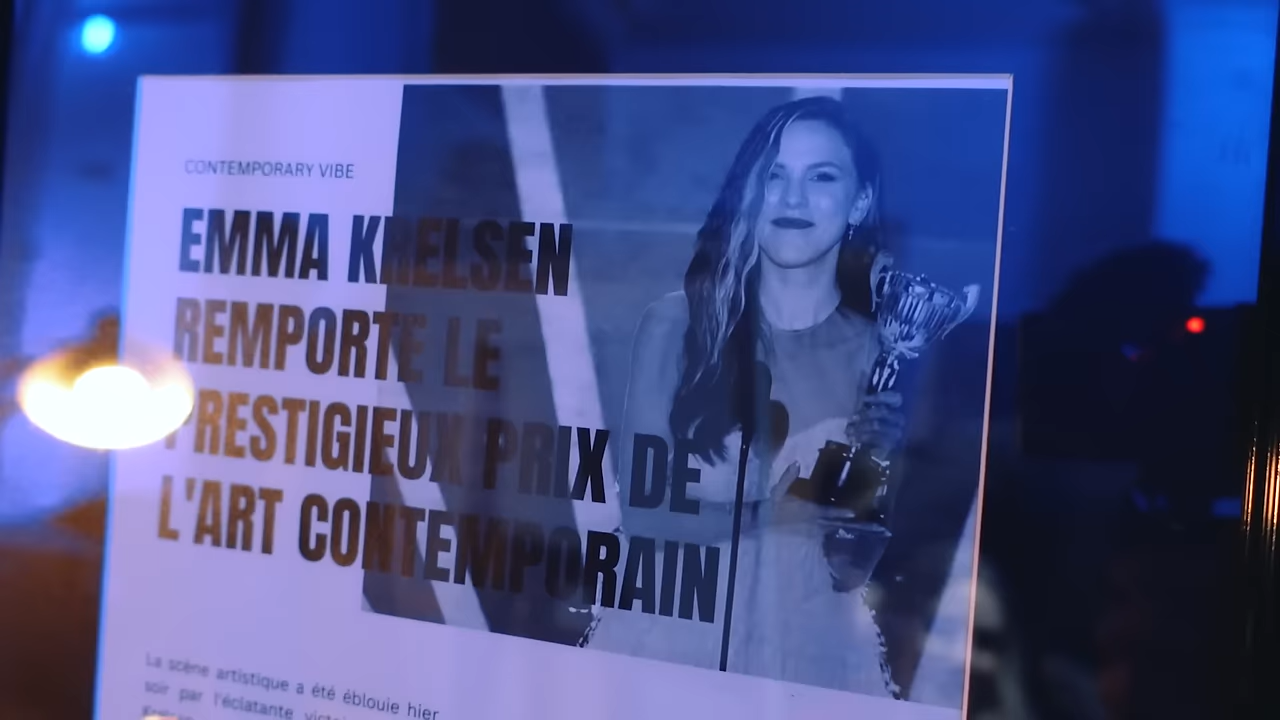 CONTEMPORARY VIBE
EMMA KRELSEN
REMPORTE LE
PRESTIGIEUX PRIX DE
L'ART CONTEMPORAIN
La scène artistique a été éblouie hier
soir par l'éclatante